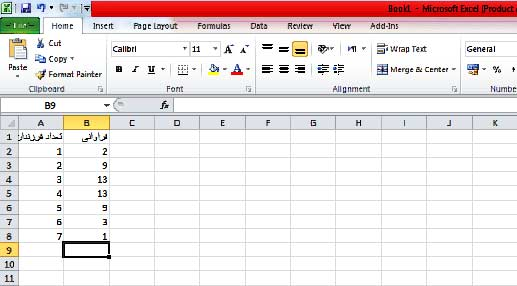 Book1 - Microsoft Excel (Product
File Home Insert Page Layout Formulas Data Review View Add-Ins
Paste
Cut
Copy
Format Painter
Clipboard
Calibri 11
B I U
Font
Wrap Text
Merge & Center
Alignment
General
$ %
Number
B9 fx
A B C D E F G H I J K
1 تعداد فرزندان فراوانی
2 1 2
3 2 9
4 3 13
5 4 13
6 5 9
7 6 3
8 7 1
9
10
11